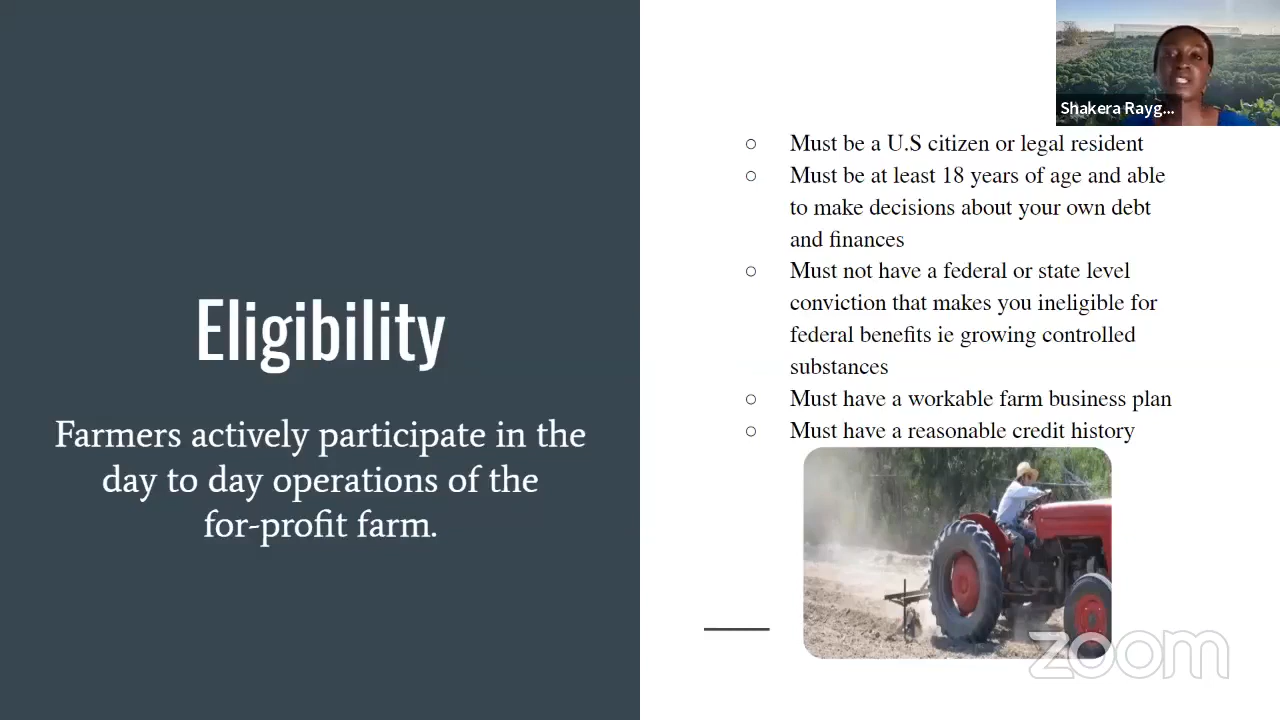 Eligibility
Farmers actively participate in the
day to day operations of the
for-profit farm.
Shakera Rayg...
○ Must be a U.S citizen or legal resident
○ Must be at least 18 years of age and able
to make decisions about your own debt
and finances
○ Must not have a federal or state level
conviction that makes you ineligible for
federal benefits ie growing controlled
substances
○ Must have a workable farm business plan
○ Must have a reasonable credit history
zoom